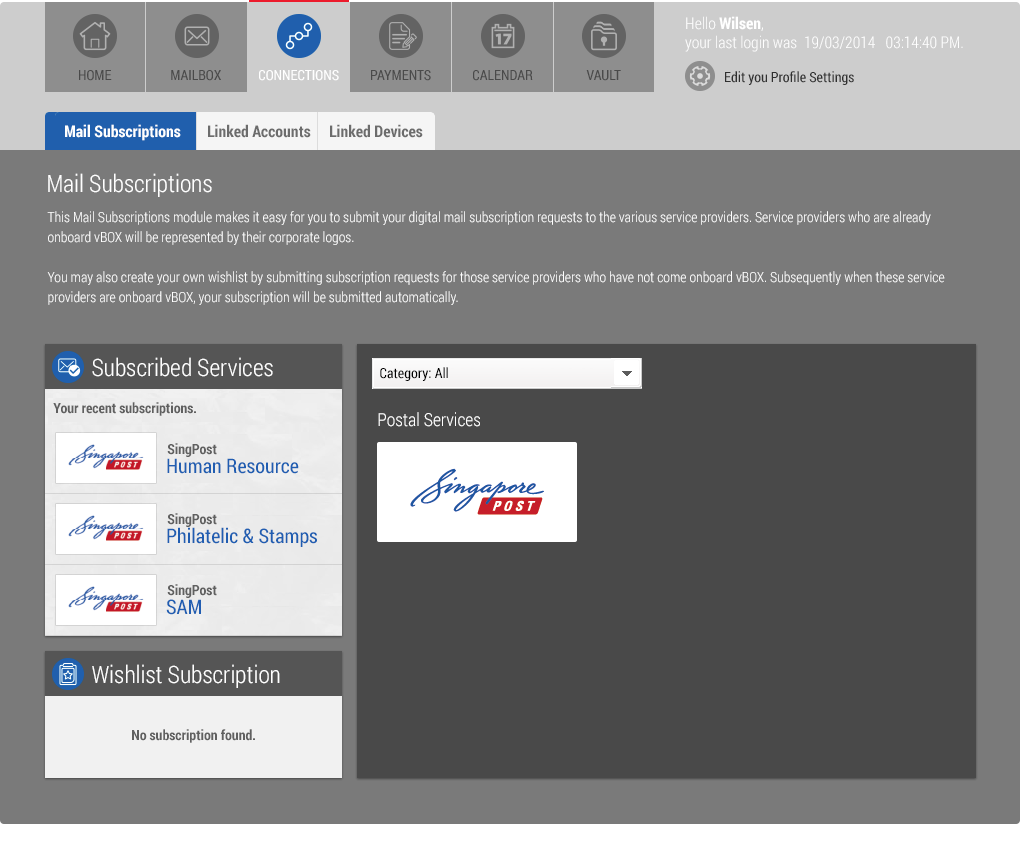 HOME
MAILBOX
CONNECTIONS
PAYMENTS
17
CALENDAR
VAULT
Hello Wilsen,
your last login was 19/03/2014 03:14:40 PM.
Edit you Profile Settings
Mail Subscriptions
Linked Accounts
Linked Devices
Mail Subscriptions
This Mail Subscriptions module makes it easy for you to submit your digital mail subscription requests to the various service providers. Service providers who are already
onboard vBOX will be represented by their corporate logos.
You may also create your own wishlist by submitting subscription requests for those service providers who have not come onboard vBOX. Subsequently when these service
providers are onboard vBOX, your subscription will be submitted automatically.
Subscribed Services
Your recent subscriptions.
Singapore
POST
SingPost
Human Resource
Singapore
POST
SingPost
Philatelic & Stamps
Singapore
POST
SingPost
SAM
Wishlist Subscription
No subscription found.
Category: All
Postal Services
Singapore
POST